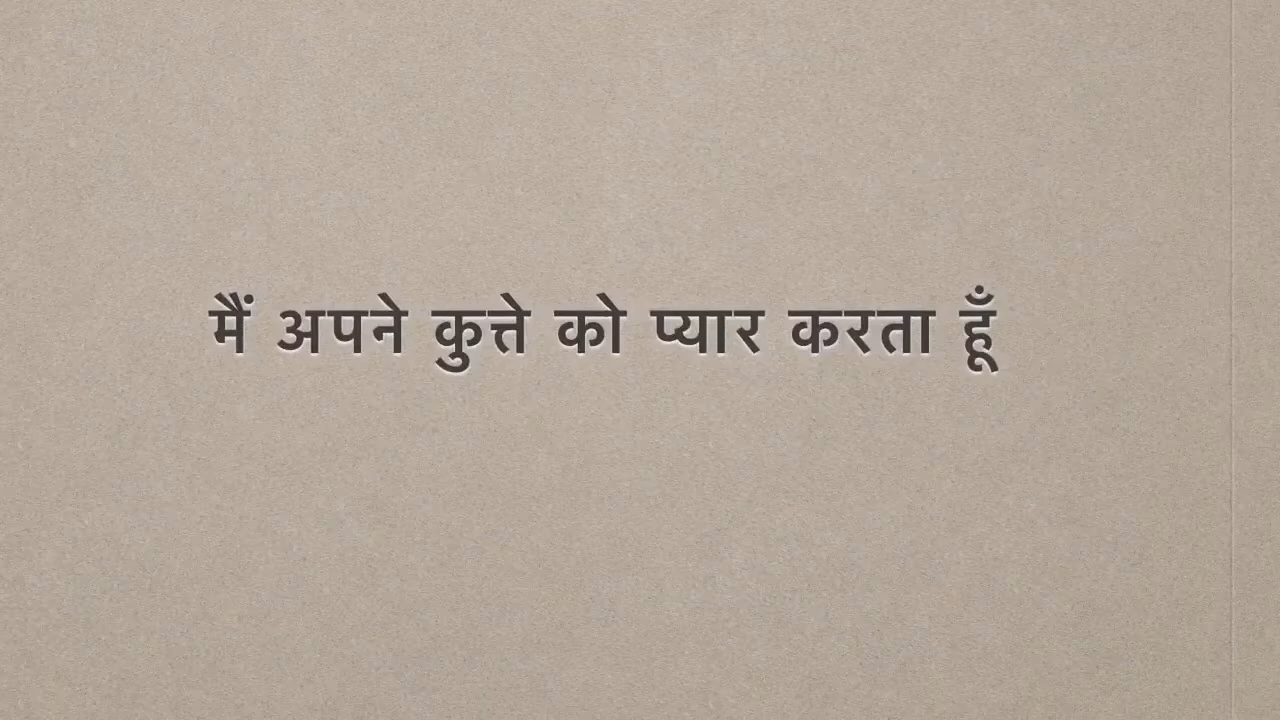 मैं अपने कुत्ते को प्यार करता हूँ